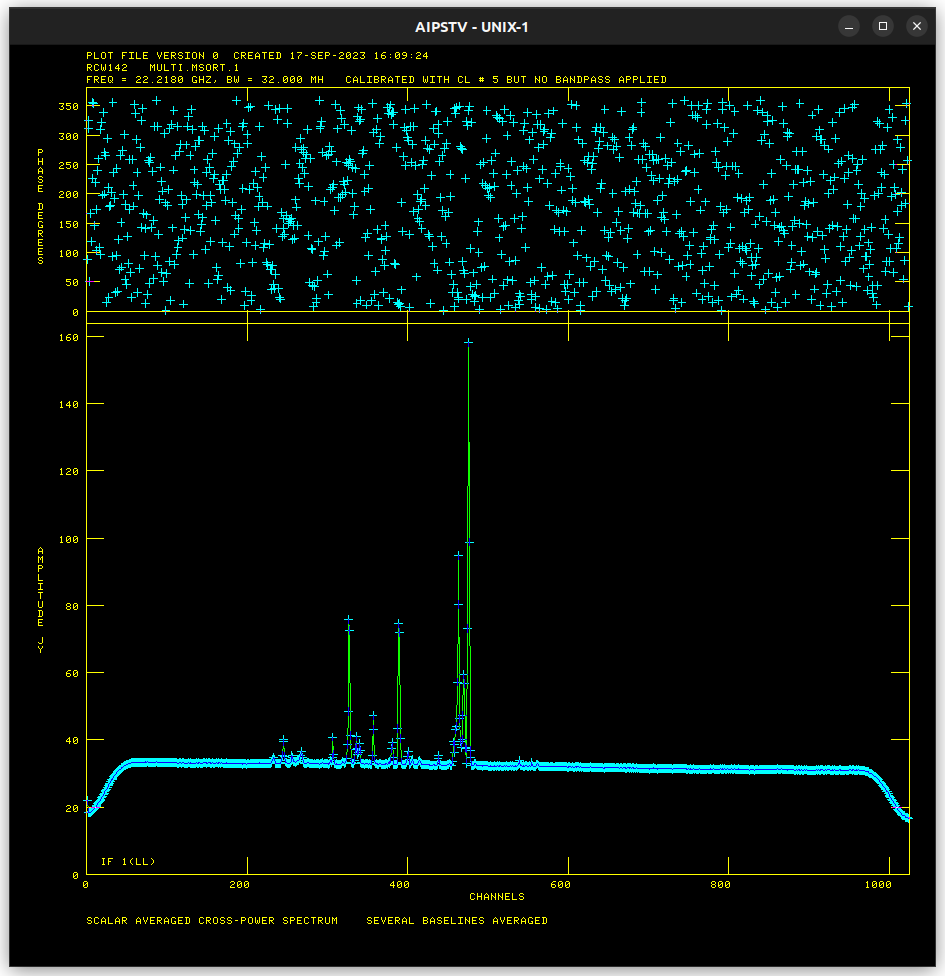 AIPSTV - UNIX-1
PLOT FILE VERSION 0 CREATED 17-SEP-2023 16:09:24
RCW142 MULTI.MSORT.1
FREQ = 22.2180 GHZ, BW = 32.000 MH CALIBRATED WITH CL # 5 BUT NO BANDPASS APPLIED
PHASE DEGREES
350
300
250
200
150
100
50
0
AMPLITUDE JY
160
140
120
100
80
60
40
20
0
IF 1(LL)
0 200 400 600 800 1000
CHANNELS
SCALAR AVERAGED CROSS-POWER SPECTRUM SEVERAL BASELINES AVERAGED